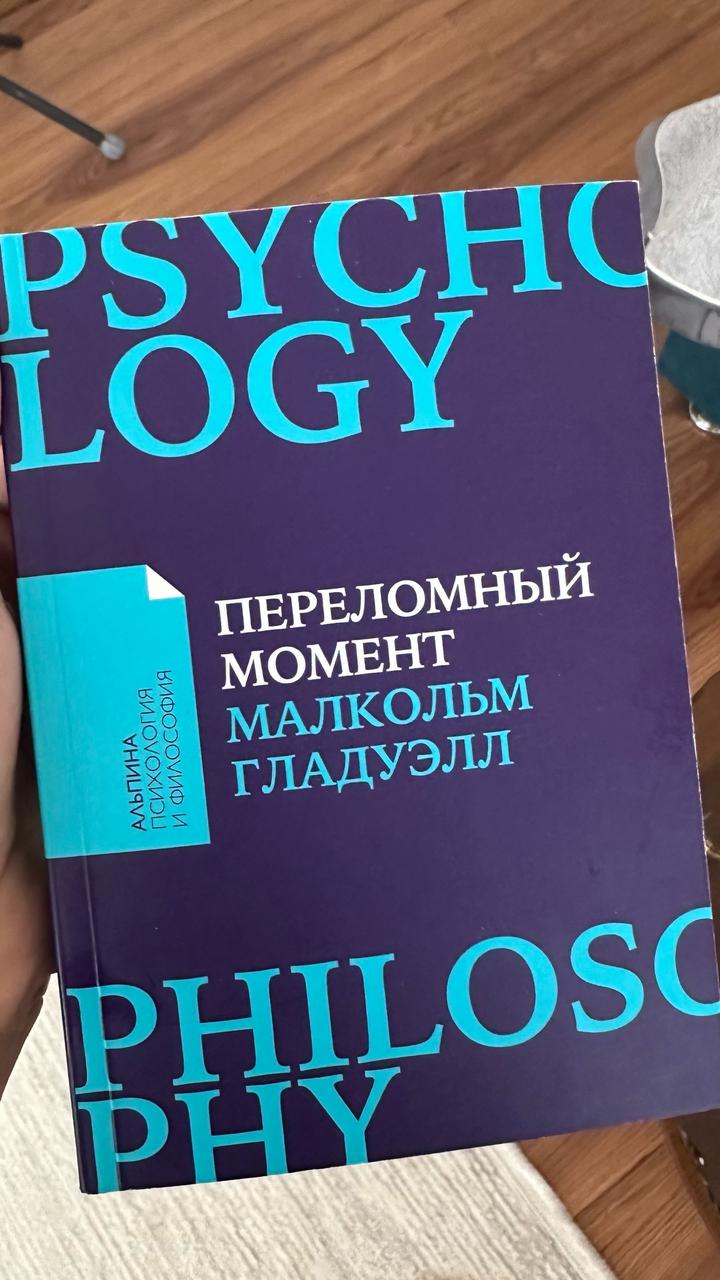 PSYCHO
LOGY
ПЕРЕЛОМНЫЙ
МОМЕНТ
МАЛКОЛЬМ
ГЛАДУЭЛЛ
АЛЬПИНА
ПСИХОЛОГИЯ
И ФИЛОСОФИЯ
PHILOSO
PHY